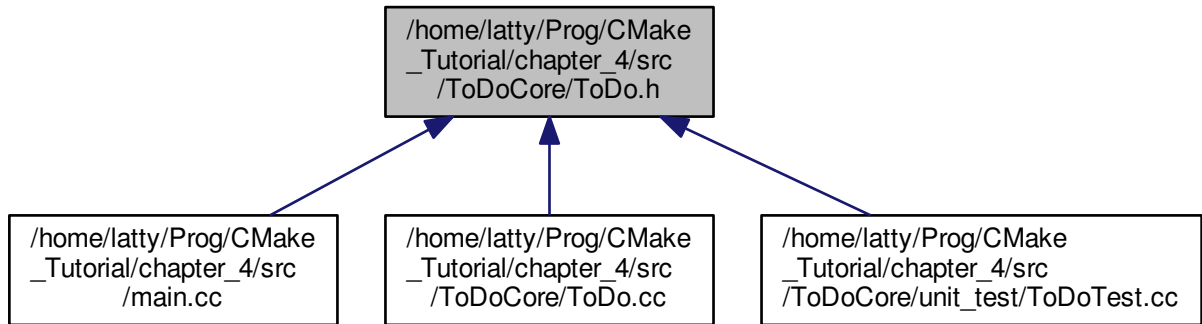 /home/latty/Prog/CMake
_Tutorial/chapter_4/src
/ToDoCore/ToDo.h
/home/latty/Prog/CMake
_Tutorial/chapter_4/src
/main.cc
/home/latty/Prog/CMake
_Tutorial/chapter_4/src
/ToDoCore/ToDo.cc
/home/latty/Prog/CMake
_Tutorial/chapter_4/src
/ToDoCore/unit_test/ToDoTest.cc